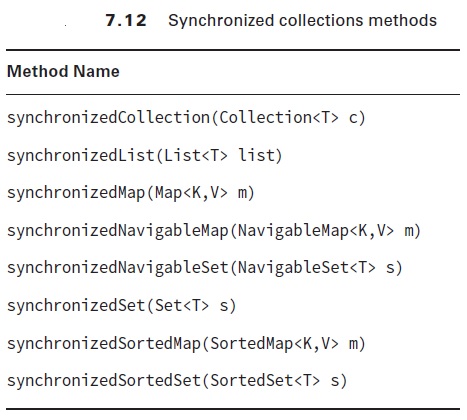 7.12 Synchronized collections methods
Method Name
synchronizedCollection(Collection<T> c)
synchronizedList(List<T> list)
synchronizedMap(Map<K,V> m)
synchronizedNavigableMap(NavigableMap<K,V> m)
synchronizedNavigableSet(NavigableSet<T> s)
synchronizedSet(Set<T> s)
synchronizedSortedMap(SortedMap<K,V> m)
synchronizedSortedSet(SortedSet<T> s)